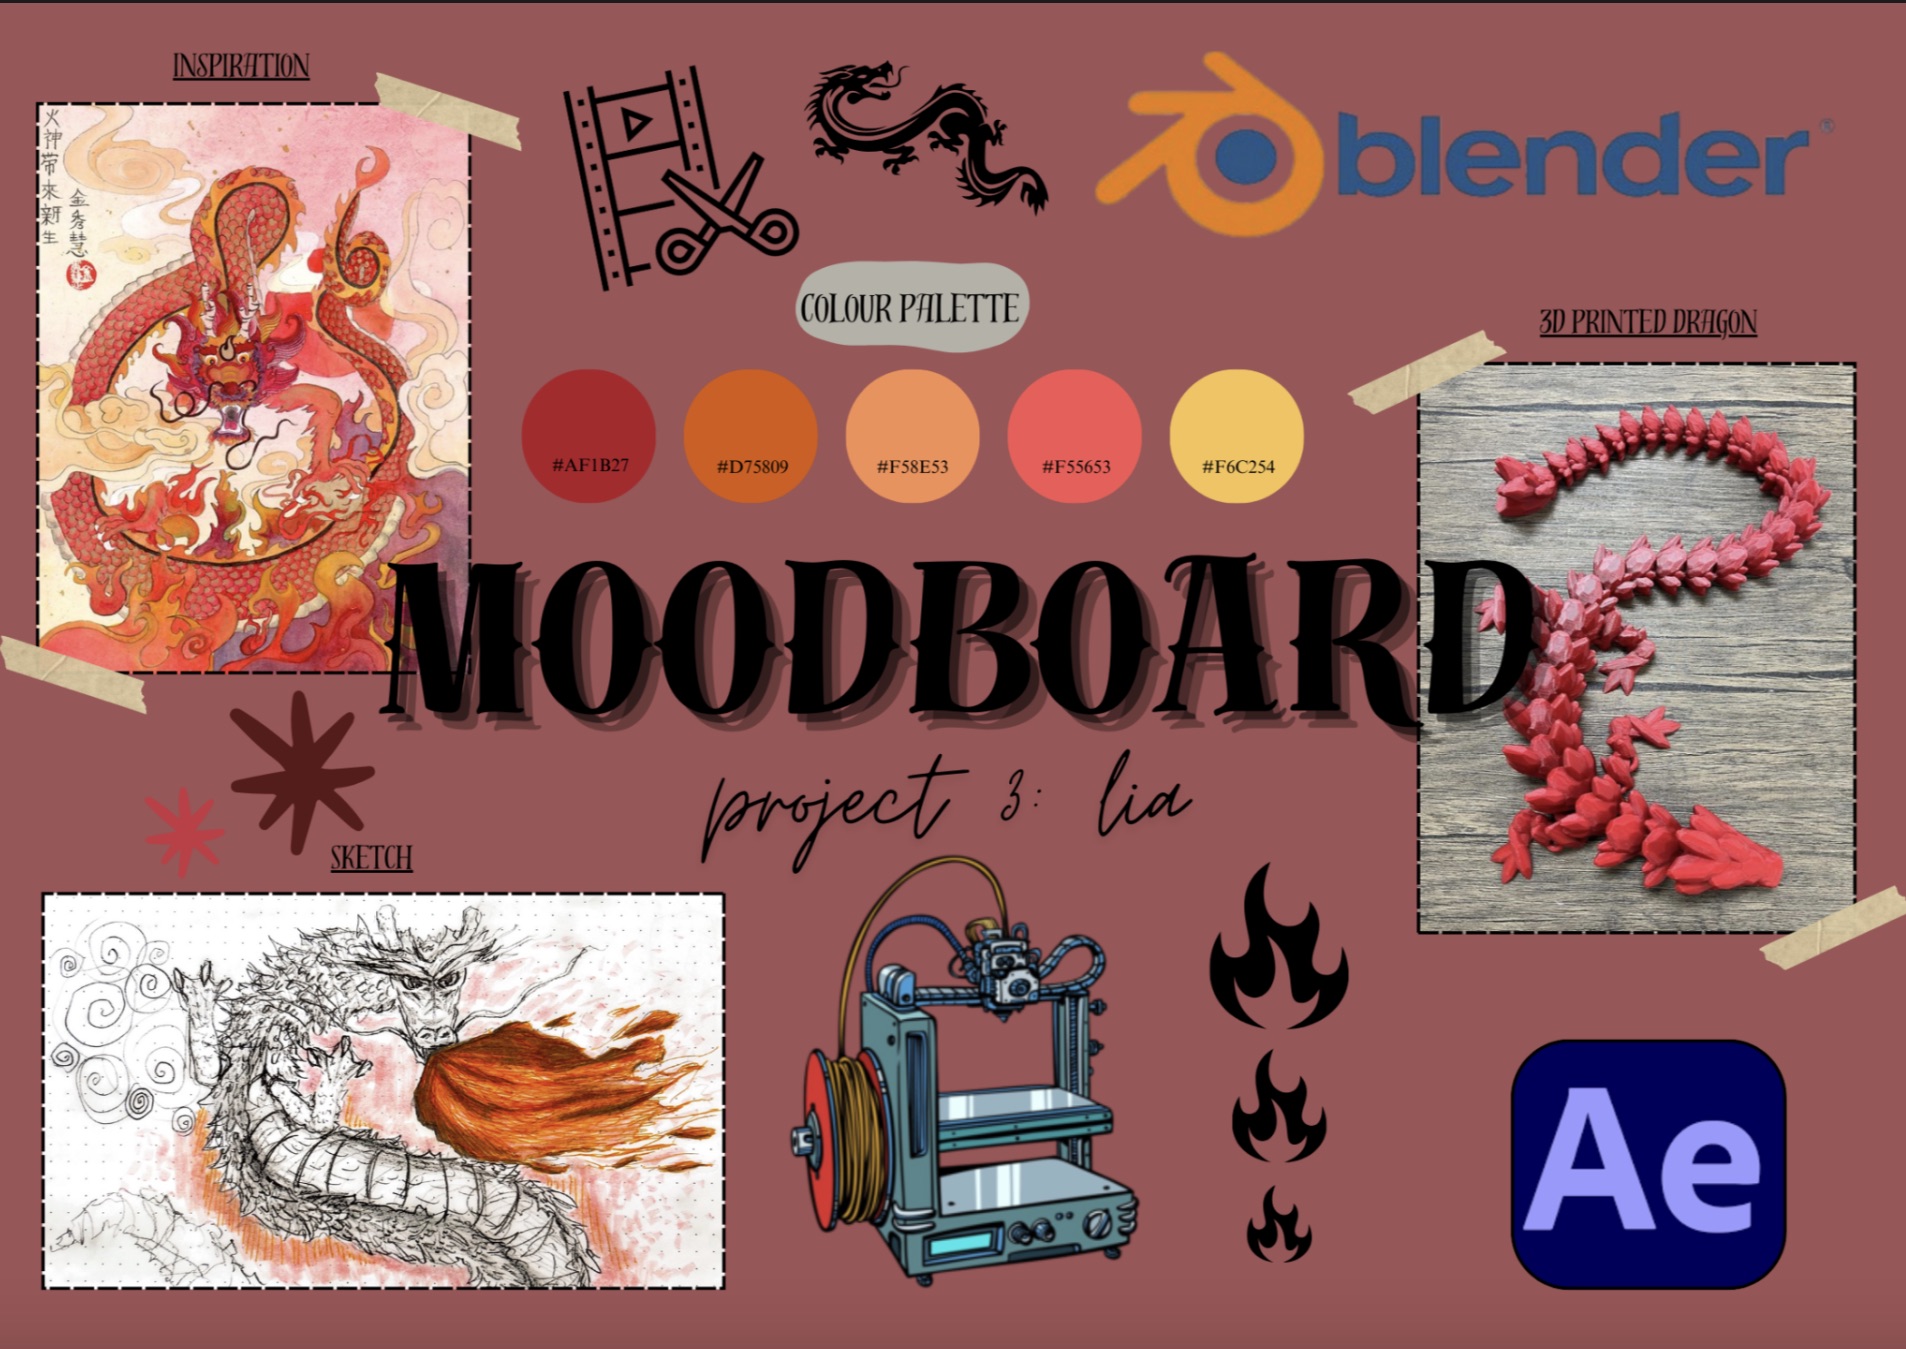 INSPIRATION
火神帶來新生
金秀慧
blender®
COLOUR PALETTE
#AF1B27
#D75809
#F58E53
#F55653
#F6C254
3D PRINTED DRAGON
MOODBOARD
project 3: lia
SKETCH
Ae